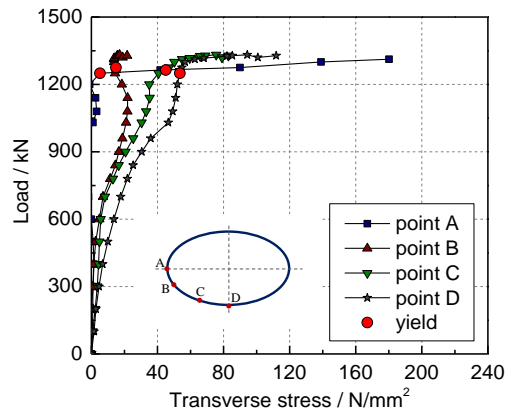 1500
1200
900
600
300
0
Load / kN
A
B
C
D
point A
point B
point C
point D
yield
0 40 80 120 160 200 240
Transverse stress / N/mm²